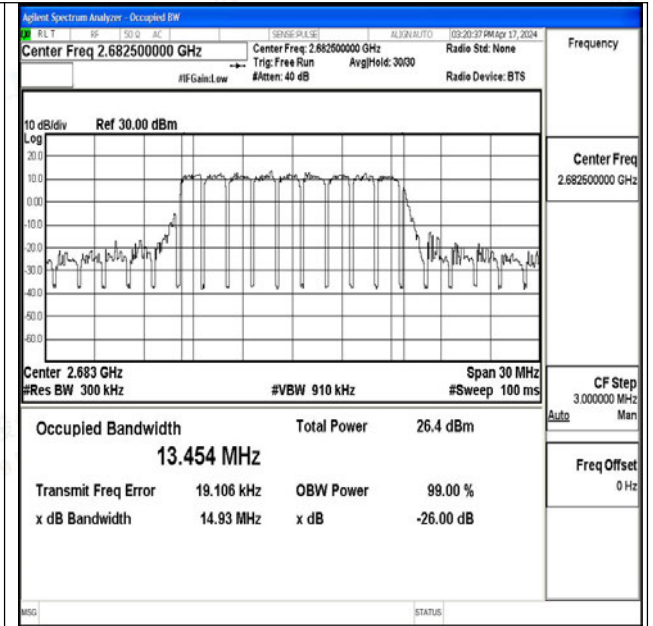 Agilent Spectrum Analyzer - Occupied BW
RL T RF 50 Ω AC SENSE:PULSE ALIGN AUTO 03:20:37 PM Apr 17, 2024
Center Freq 2.682500000 GHz
Center Freq: 2.682500000 GHz
Radio Std: None
Trig: Free Run Avg|Hold: 30/30
#IFGain:Low #Atten: 40 dB Radio Device: BTS
10 dB/div Ref 30.00 dBm
Log
20.0
10.0
0.00
-10.0
-20.0
-30.0
-40.0
-50.0
-60.0
Center 2.683 GHz Span 30 MHz
#Res BW 300 kHz #VBW 910 kHz #Sweep 100 ms
Occupied Bandwidth Total Power 26.4 dBm
13.454 MHz
Transmit Freq Error 19.106 kHz OBW Power 99.00 %
x dB Bandwidth 14.93 MHz x dB -26.00 dB
MSG STATUS
Frequency
Center Freq
2.682500000 GHz
CF Step
3.000000 MHz
Auto Man
Freq Offset
0 Hz